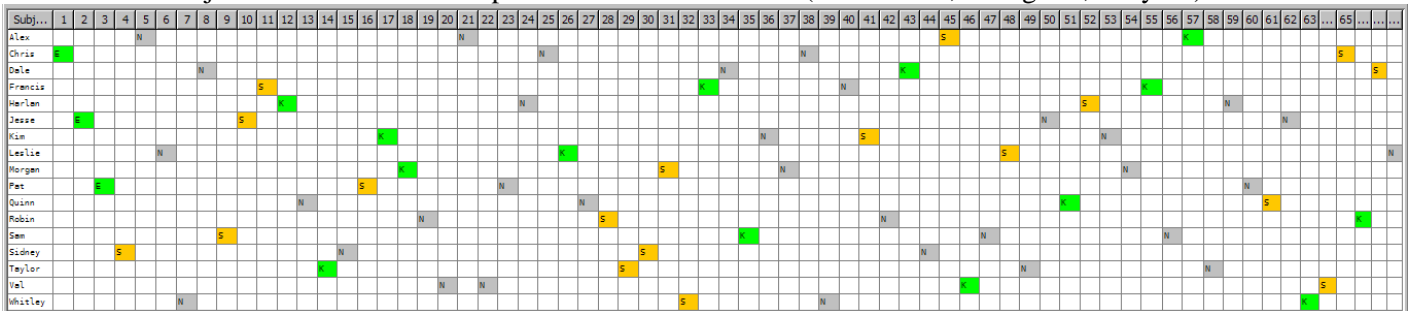 Subj... 1 2 3 4 5 6 7 8 9 10 11 12 13 14 15 16 17 18 19 20 21 22 23 24 25 26 27 28 29 30 31 32 33 34 35 36 37 38 39 40 41 42 43 44 45 46 47 48 49 50 51 52 53 54 55 56 57 58 59 60 61 62 63 ... 65 ... ... ...
Alex N N S K
Chris E N N S
Dale N N K S
Francis S K N K
Harlan K N S N
Jesse E S N N
Kim K N S N
Leslie N K S N
Morgan K S N N
Pat E S N N
Quinn N N K S
Robin N S N K
Sam S K N N
Sidney S N S N
Taylor K S N N
Val N N K S
Whitley N S N K